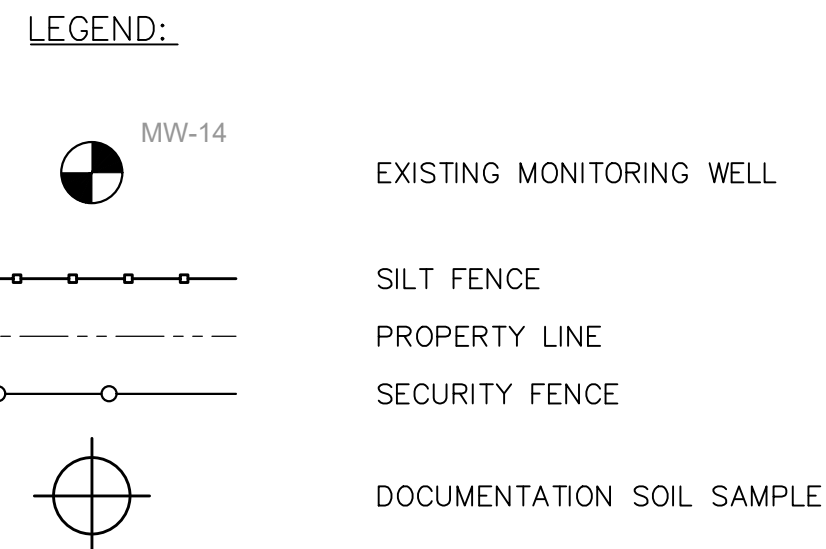 LEGEND:
MW-14
EXISTING MONITORING WELL
SILT FENCE
PROPERTY LINE
SECURITY FENCE
DOCUMENTATION SOIL SAMPLE